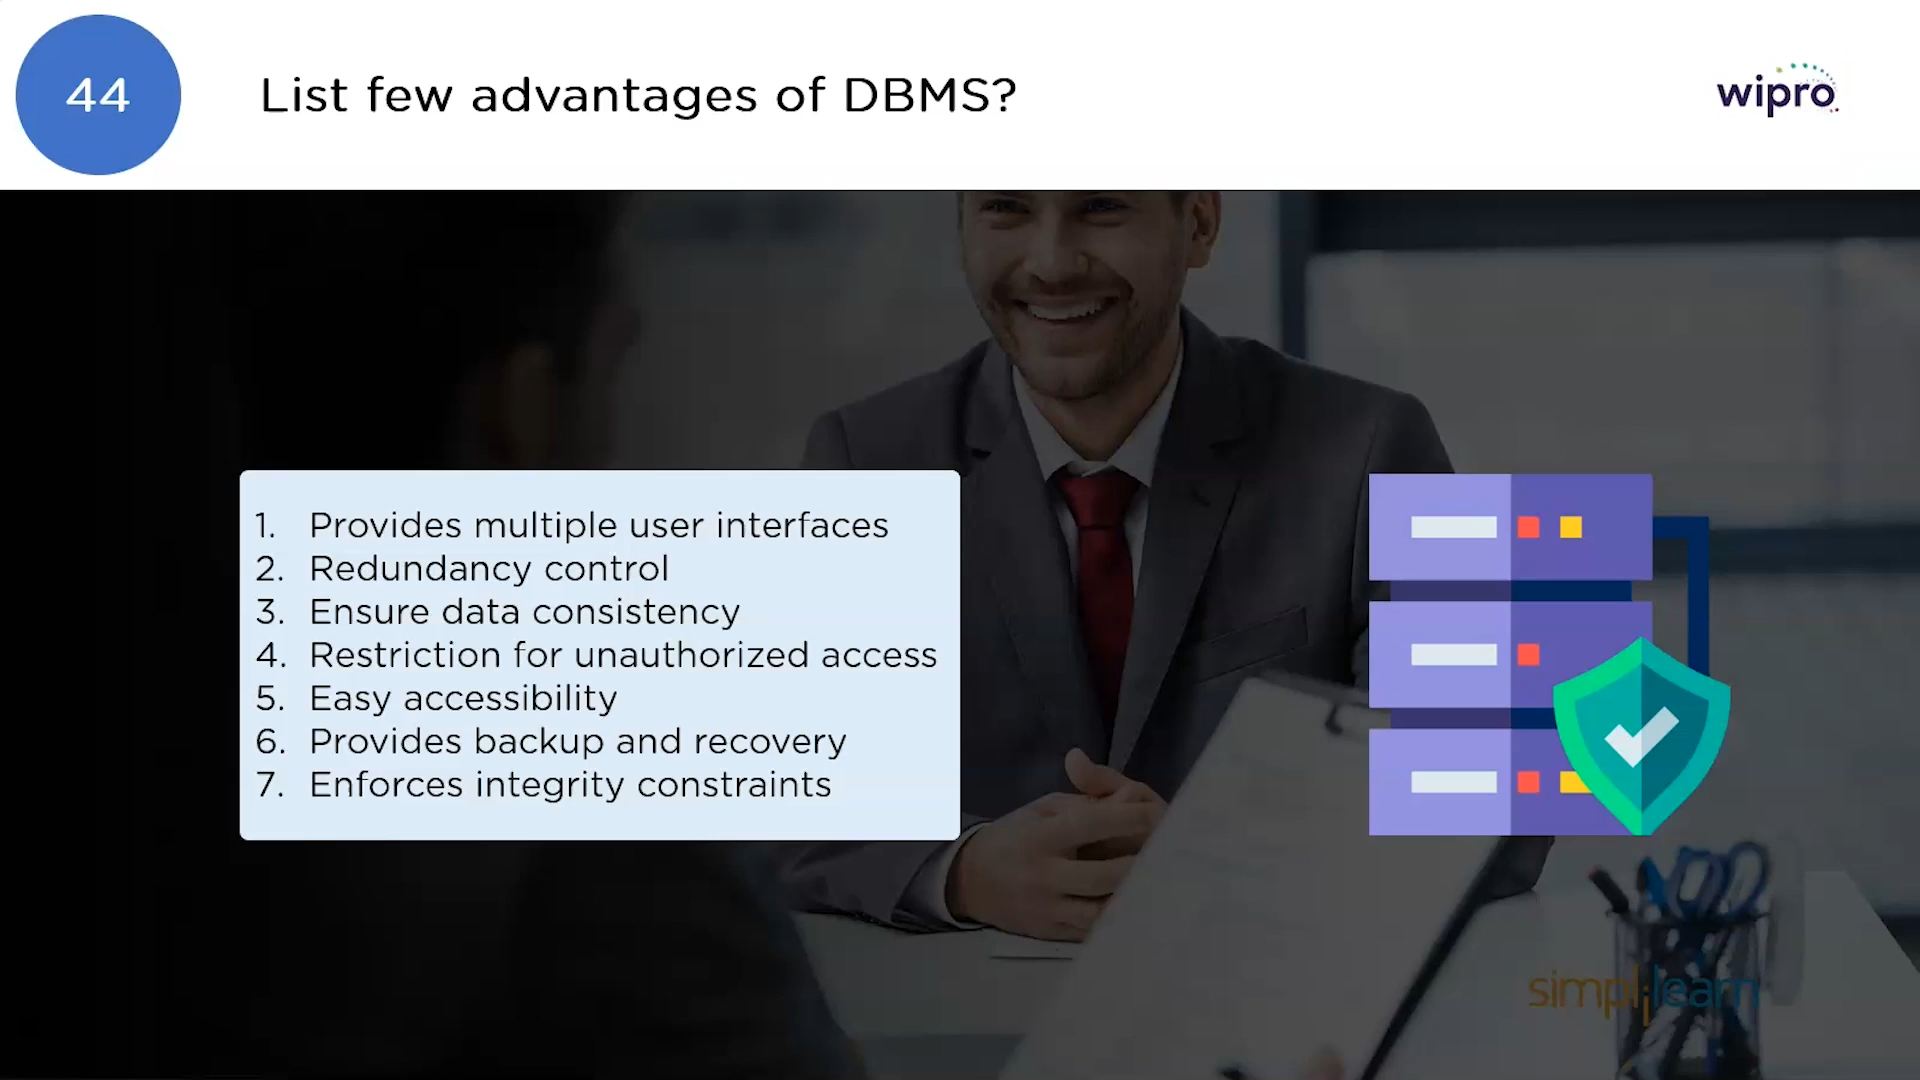 44
List few advantages of DBMS?
wipro
1. Provides multiple user interfaces
2. Redundancy control
3. Ensure data consistency
4. Restriction for unauthorized access
5. Easy accessibility
6. Provides backup and recovery
7. Enforces integrity constraints
simplilearn